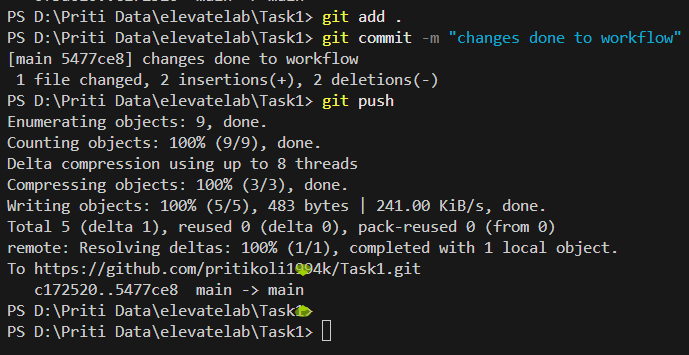 PS D:\Priti Data\elevatelab\Task1> git add .
PS D:\Priti Data\elevatelab\Task1> git commit -m "changes done to workflow"
[main 5477ce8] changes done to workflow
 1 file changed, 2 insertions(+), 2 deletions(-)
PS D:\Priti Data\elevatelab\Task1> git push
Enumerating objects: 9, done.
Counting objects: 100% (9/9), done.
Delta compression using up to 8 threads
Compressing objects: 100% (3/3), done.
Writing objects: 100% (5/5), 483 bytes | 241.00 KiB/s, done.
Total 5 (delta 1), reused 0 (delta 0), pack-reused 0 (from 0)
remote: Resolving deltas: 100% (1/1), completed with 1 local object.
To https://github.com/pritikoli1994k/Task1.git
   c172520..5477ce8  main -> main
PS D:\Priti Data\elevatelab\Task1>
PS D:\Priti Data\elevatelab\Task1>